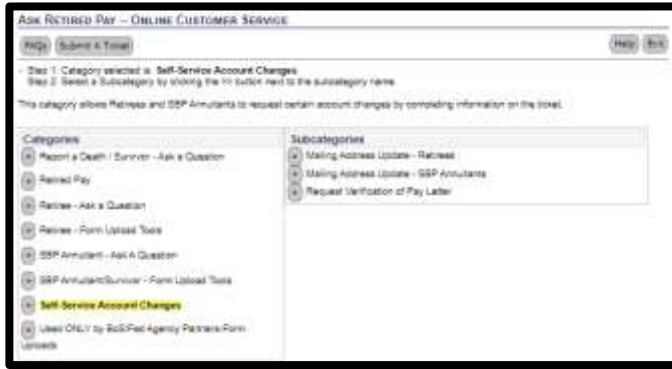 ASK RETIRED PAY – ONLINE CUSTOMER SERVICE
FAQs Submit A Ticket Help Exit
Step 1: Category selected is: Self-Service Account Changes
Step 2: Select a Subcategory by clicking the >> button next to the subcategory name.
This category allows Retirees and SBP Annuitants to request certain account changes by completing information on the ticket.
Categories
Report a Death / Survivor - Ask a Question
Retired Pay
Retiree - Ask a Question
Retiree - Form Upload Tools
SBP Annuitant - Ask A Question
SBP Annuitant/Survivor - Form Upload Tools
Self-Service Account Changes
Used ONLY by Partners Form
Uploads
Subcategories
Mailing Address Update - Retirees
Mailing Address Update - SBP Annuitants
Request Verification of Pay Letter